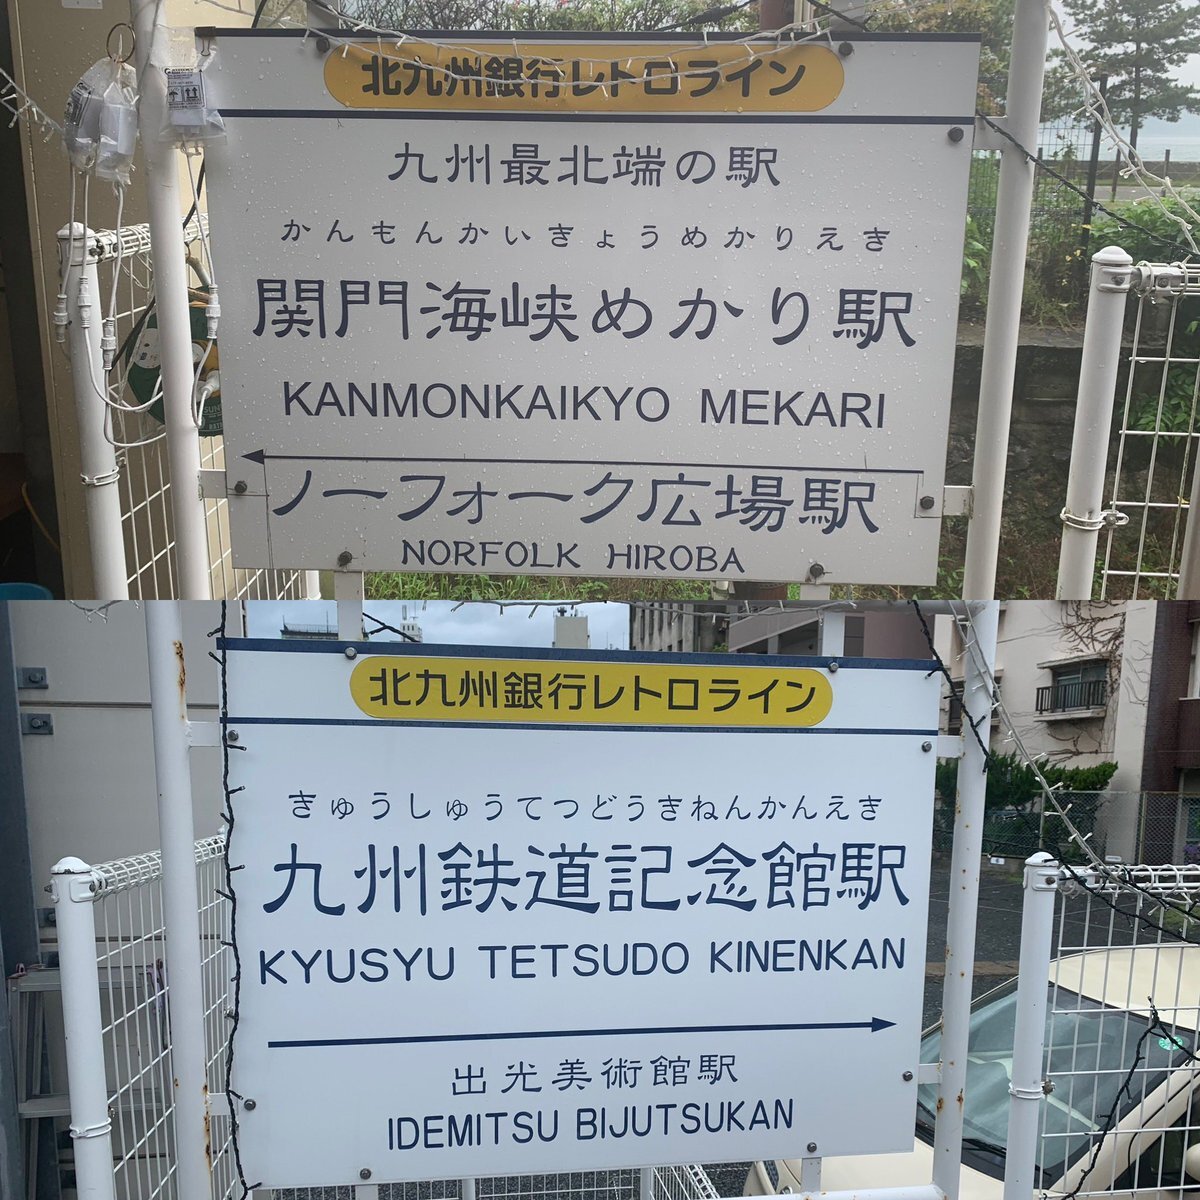 北九州銀行レトロライン
九州最北端の駅
かんもんかいきょうめかりえき
関門海峡めかり駅
KANMONKAIKYO MEKARI
ノーフォーク広場駅
NORFOLK HIROBA
北九州銀行レトロライン
きゅうしゅうてつどうきねんかんえき
九州鉄道記念館駅
KYUSYU TETSUDO KINENKAN
出光美術館駅
IDEMITSU BIJUTSUKAN